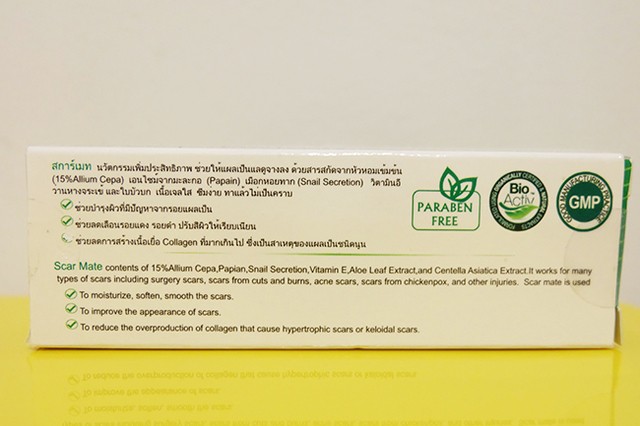 สการ์เมท นวัตกรรมเพิ่มประสิทธิภาพ ช่วยให้แผลเป็นแลดูจางลง ด้วยสารสกัดจากหัวหอมเข้มข้น
(15%Allium Cepa) เอนไซม์จากมะละกอ (Papain) เมือกหอยทาก (Snail Secretion) วิตามินอี
ว่านหางจระเข้ และใบบัวบก เนื้อเจลใส ซึมง่าย ทาแล้วไม่เป็นคราบ
ช่วยบำรุงผิวที่มีปัญหาจากรอยแผลเป็น
ช่วยลดเลือนรอยแดง รอยดำ ปรับสีผิวให้เรียบเนียน
ช่วยลดการสร้างเนื้อเยื่อ Collagen ที่มากเกินไป ซึ่งเป็นสาเหตุของแผลเป็นชนิดนูน
PARABEN
FREE
Bio
Activ
GOOD MANUFACTURING PRACTICE
GMP
Scar Mate contents of 15%Allium Cepa,Papian,Snail Secretion,Vitamin E,Aloe Leaf Extract,and Centella Asiatica Extract.It works for many
types of scars including surgery scars, scars from cuts and burns, acne scars, scars from chickenpox, and other injuries. Scar mate is used
To moisturize, soften, smooth the scars.
To improve the appearance of scars.
To reduce the overproduction of collagen that cause hypertrophic scars or keloidal scars.